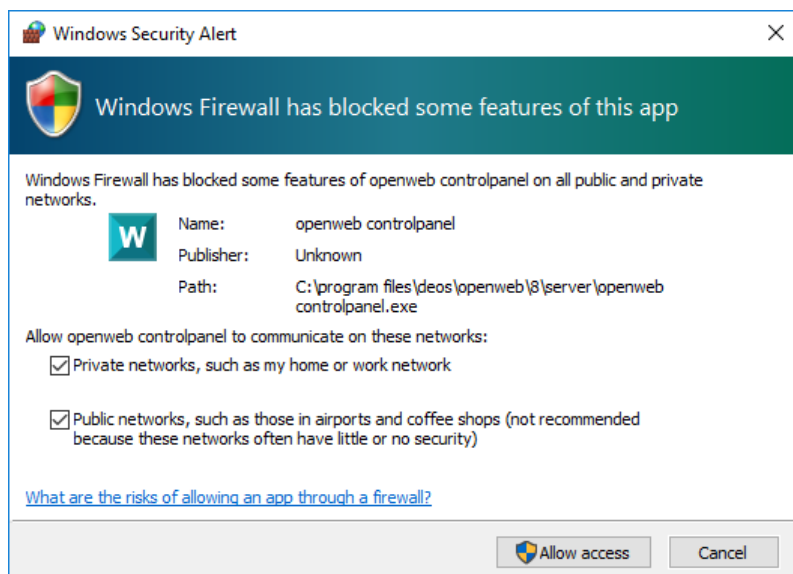 Windows Security Alert
Windows Firewall has blocked some features of this app
Windows Firewall has blocked some features of openweb controlpanel on all public and private
networks.
W
Name: openweb controlpanel
Publisher: Unknown
Path: C:\program files\deos\openweb\8\server\openweb
controlpanel.exe
Allow openweb controlpanel to communicate on these networks:
Private networks, such as my home or work network
Public networks, such as those in airports and coffee shops (not recommended
because these networks often have little or no security)
What are the risks of allowing an app through a firewall?
Allow access Cancel